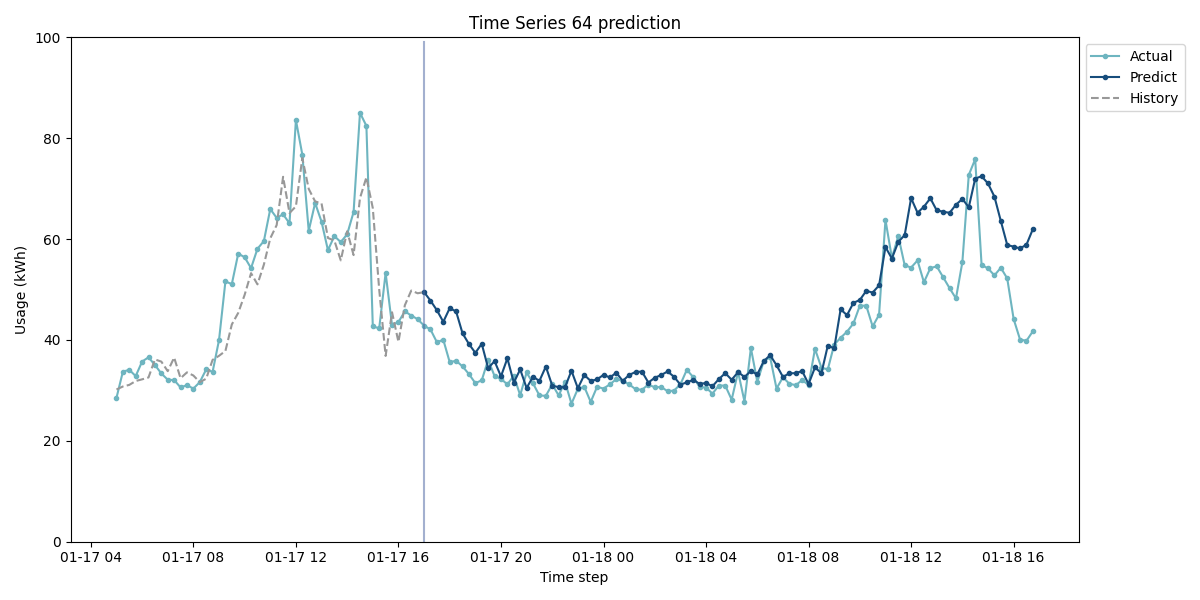 Time Series 64 prediction
100
80
60
40
20
0
Usage (kWh)
01-17 04
01-17 08
01-17 12
01-17 16
01-17 20
01-18 00
01-18 04
01-18 08
01-18 12
01-18 16
Time step
Actual
Predict
History